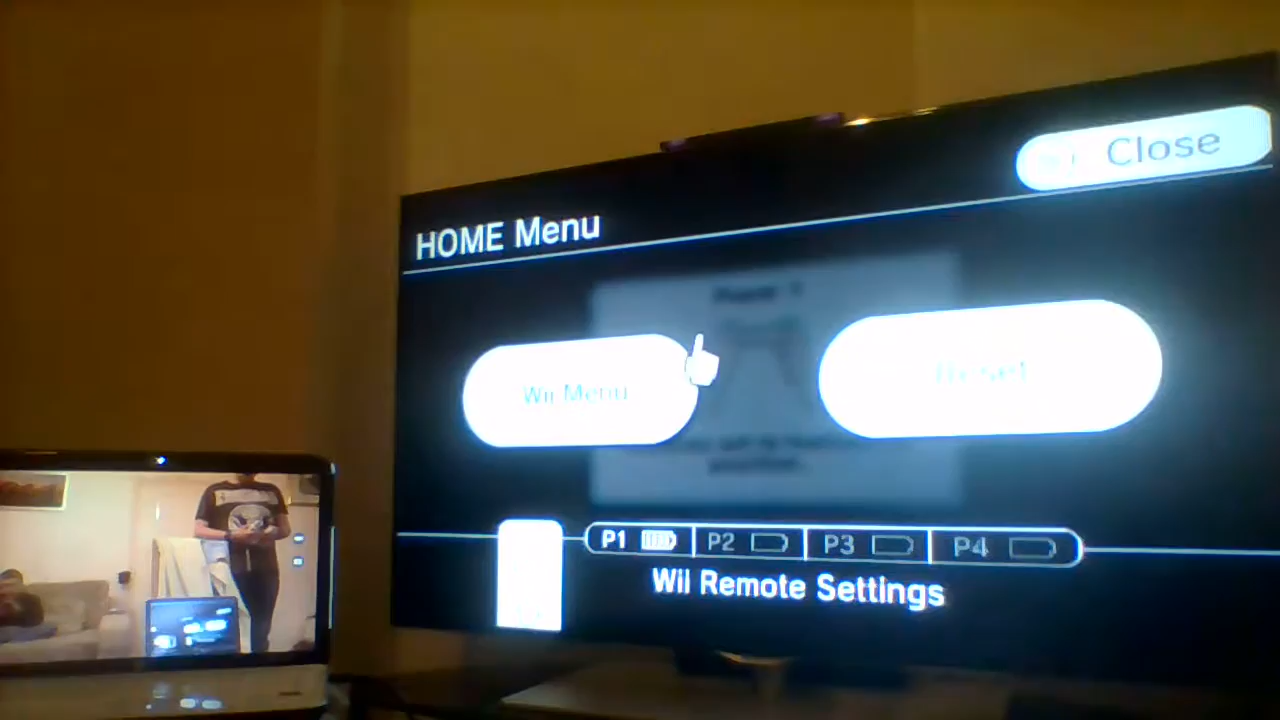 Close
HOME Menu
Wii Menu
Reset
P1 P2 P3 P4
Wii Remote Settings